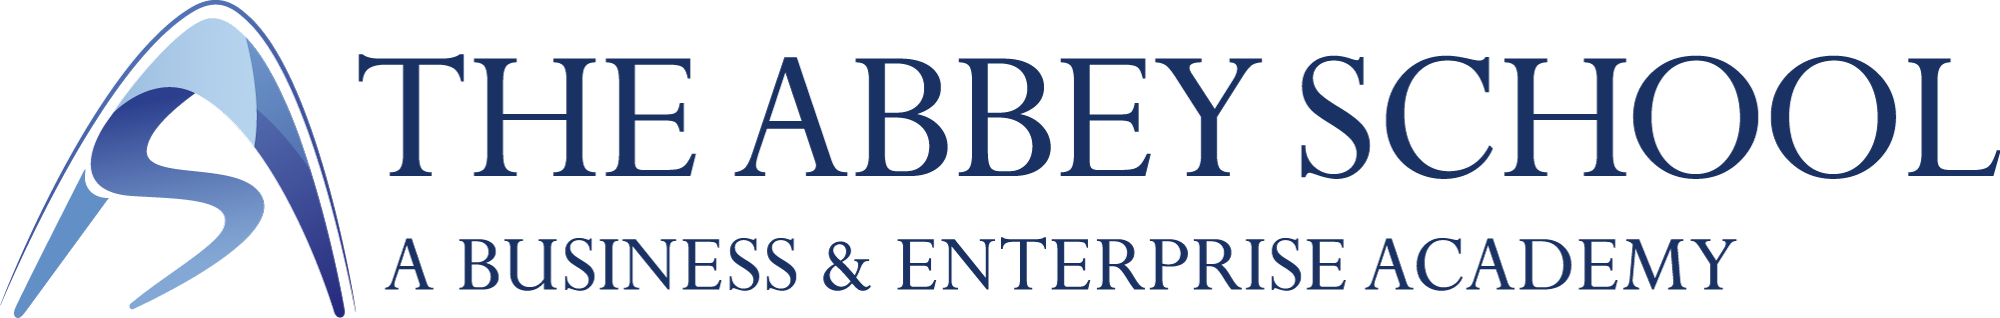 THE ABBEY SCHOOL
A BUSINESS & ENTERPRISE ACADEMY